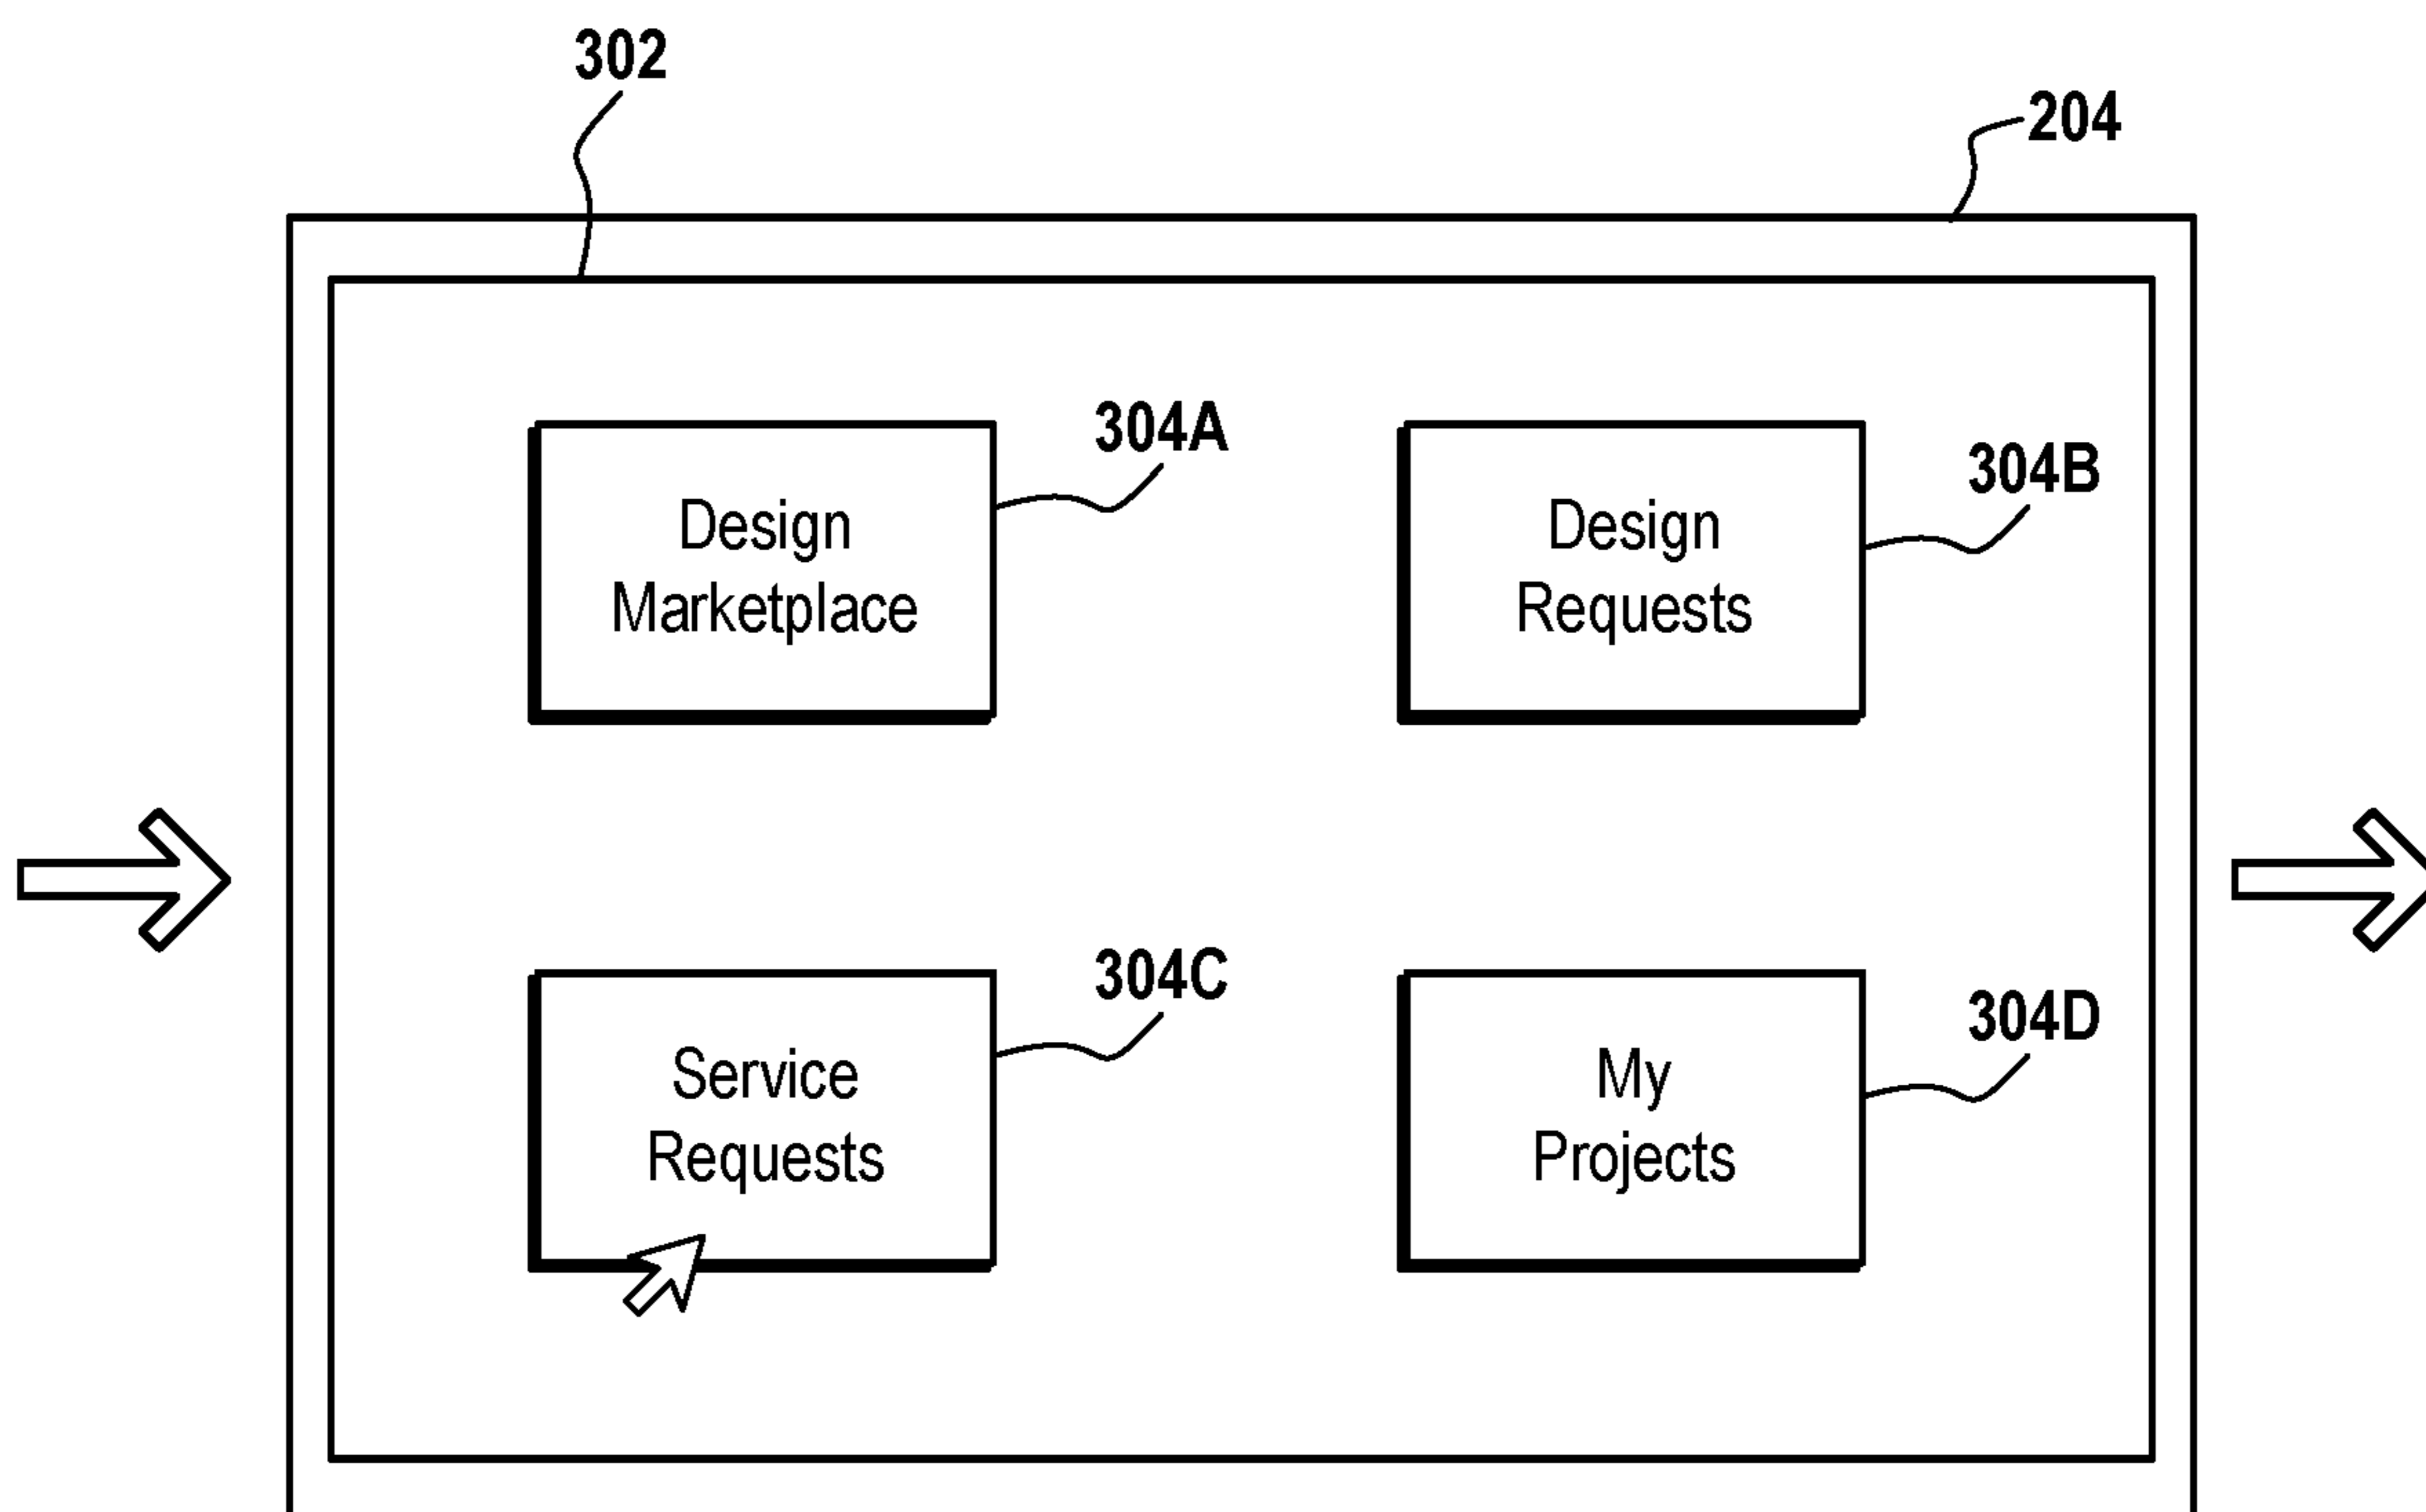 302
204
304A
304B
Design
Marketplace
Design
Requests
304C
304D
Service
Requests
My
Projects